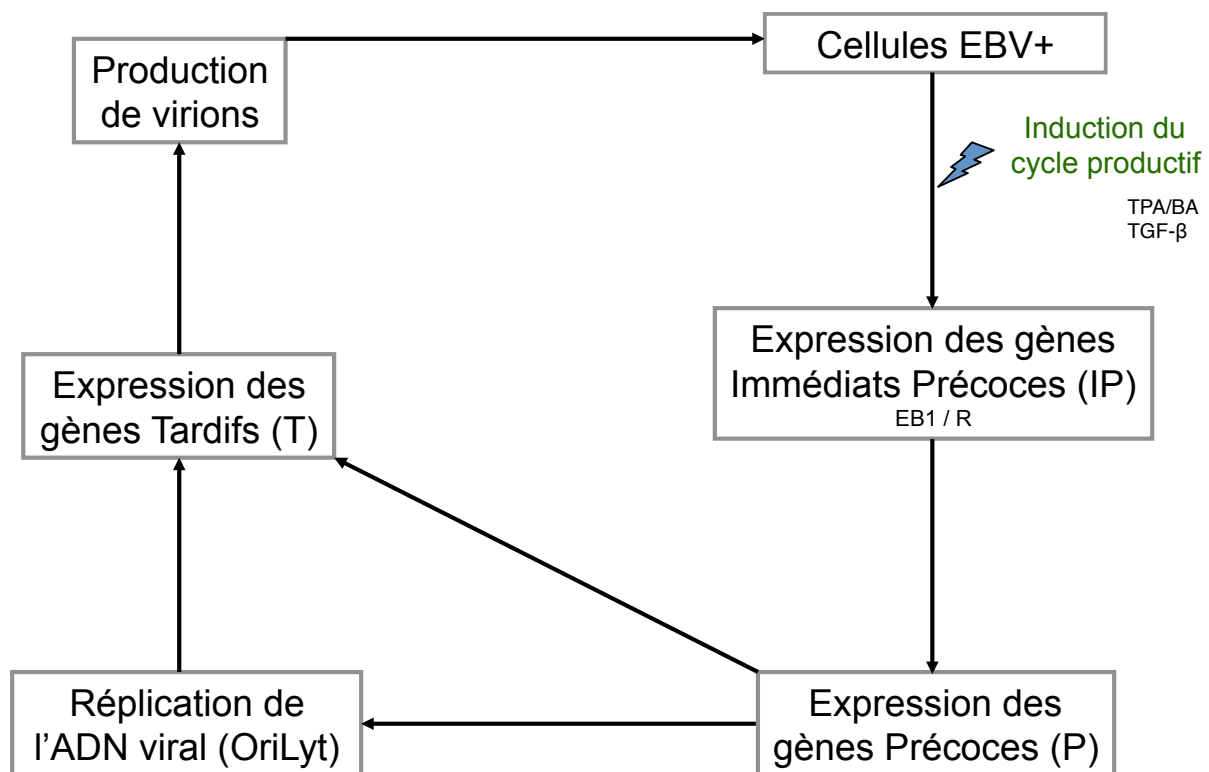 Production
de virions
Cellules EBV+
Induction du
cycle productif
TPA/BA
TGF-β
Expression des gènes
Immédiats Précoces (IP)
EB1 / R
Expression des
gènes Tardifs (T)
Réplication de
l’ADN viral (OriLyt)
Expression des
gènes Précoces (P)